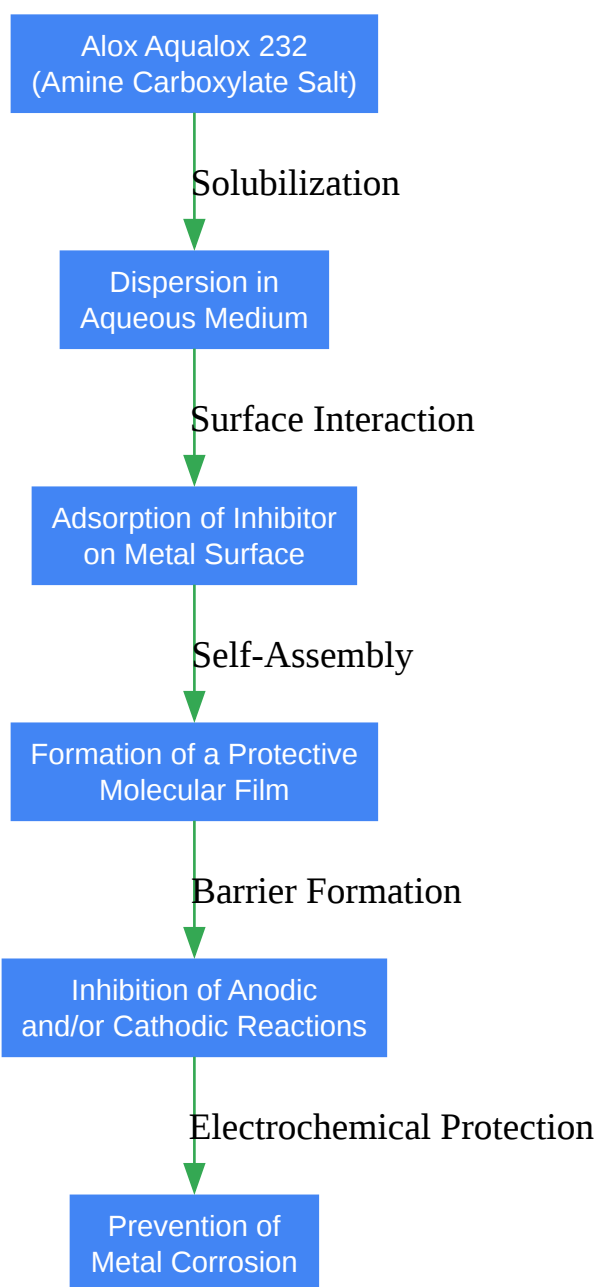 Alox Aqualox 232
(Amine Carboxylate Salt)
Solubilization
Dispersion in
Aqueous Medium
Surface Interaction
Adsorption of Inhibitor
on Metal Surface
Self-Assembly
Formation of a Protective
Molecular Film
Barrier Formation
Inhibition of Anodic
and/or Cathodic Reactions
Electrochemical Protection
Prevention of
Metal Corrosion